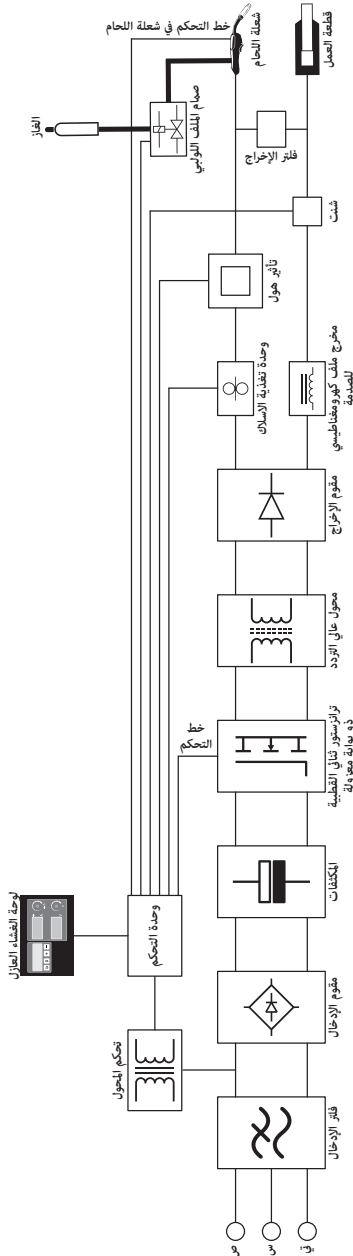 خط التحكم في شعلة اللحام
شعلة اللحام
قطعة العمل
الغاز
صمام الملف اللولبي
فلتر الإخراج
شنت
تأثير هول
وحدة تغذية الاسلاك
مخرج ملف كهرومغناطيسي
للصدمة
مقوم الإخراج
محول عالي التردد
خط
التحكم
ترانزستور ثنائي القطبية
ذو بوابة معزولة
لوحة الغشاء العازل
وحدة التحكم
المكثفات
تحكم المحول
مقوم الإدخال
فلتر الإدخال
ص
س
تي